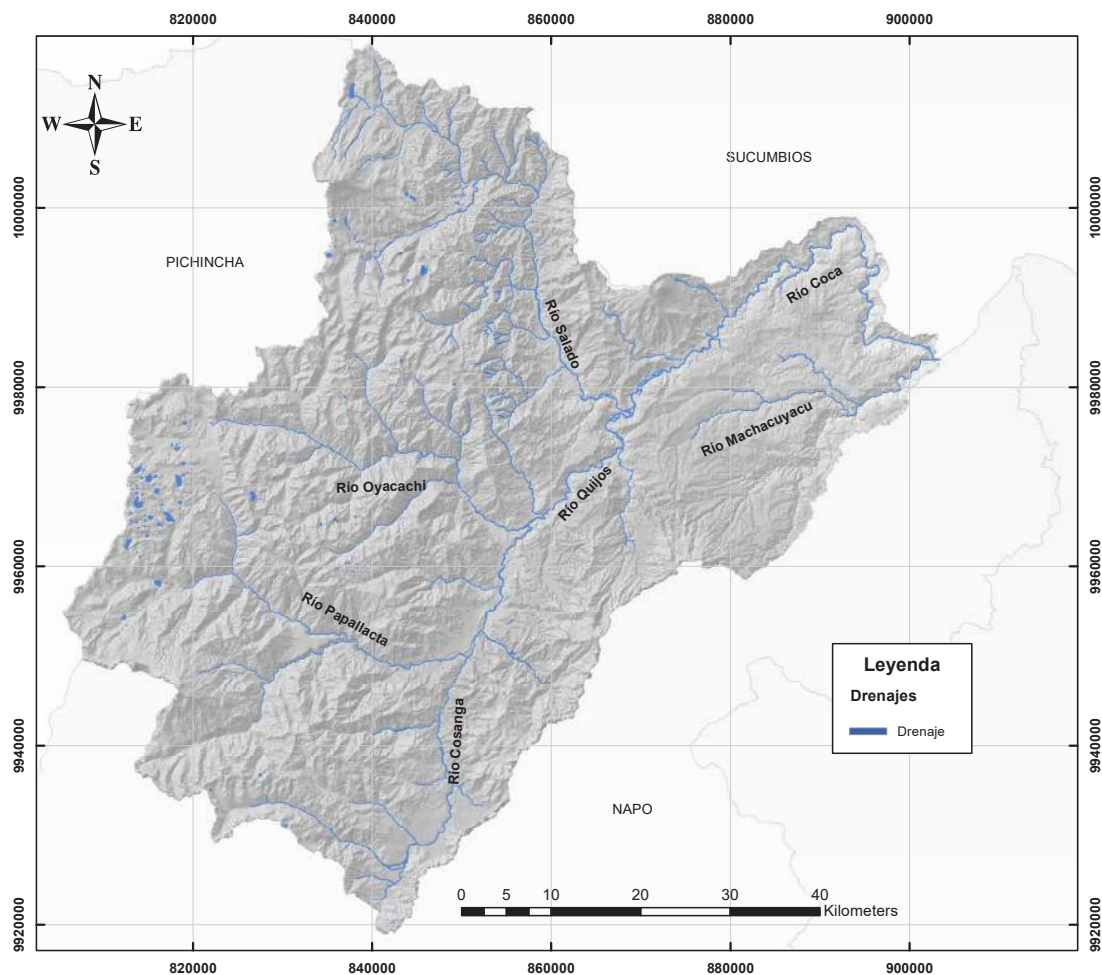 820000 840000 860000 880000 900000
N
W E
S
SUCUMBIOS
10000000 10000000
PICHINCHA
Río Coca
Río Salado
9980000 9980000
Río Machacuyacu
Río Quijos
Río Oyacachi
9960000 9960000
Río Papallacta
Leyenda
Drenajes
Drenaje
Río Cosanga
9940000 9940000
NAPO
0 5 10 20 30 40
Kilometers
9920000 9920000
820000 840000 860000 880000 900000